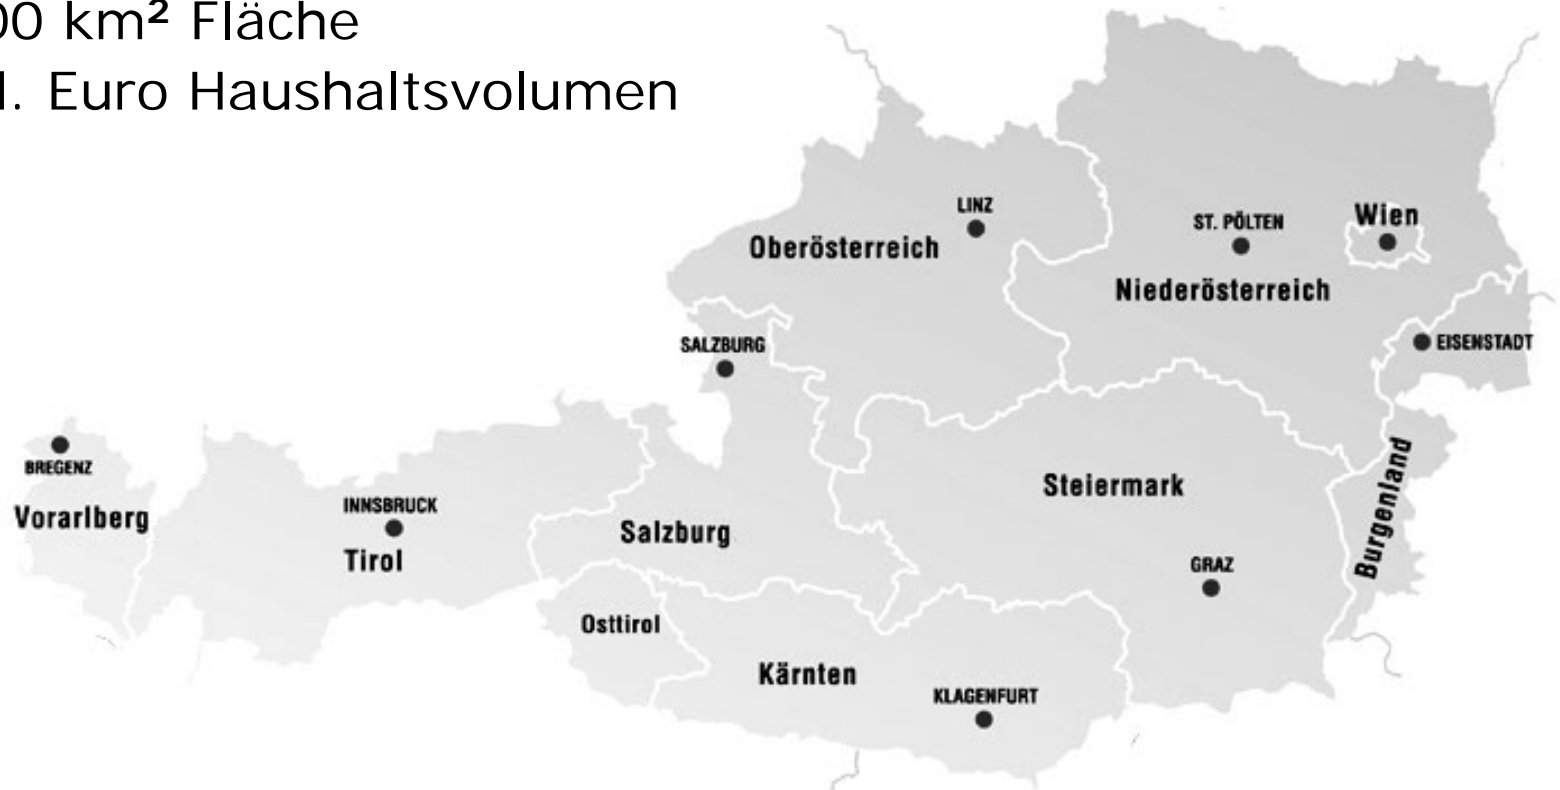 00 km² Fläche
. Euro Haushaltsvolumen
LINZ
Oberösterreich
ST. PÖLTEN
Wien
Niederösterreich
SALZBURG
EISENSTADT
BREGENZ
Vorarlberg
INNSBRUCK
Tirol
Salzburg
Steiermark
Burgenland
GRAZ
Osttirol
Kärnten
KLAGENFURT